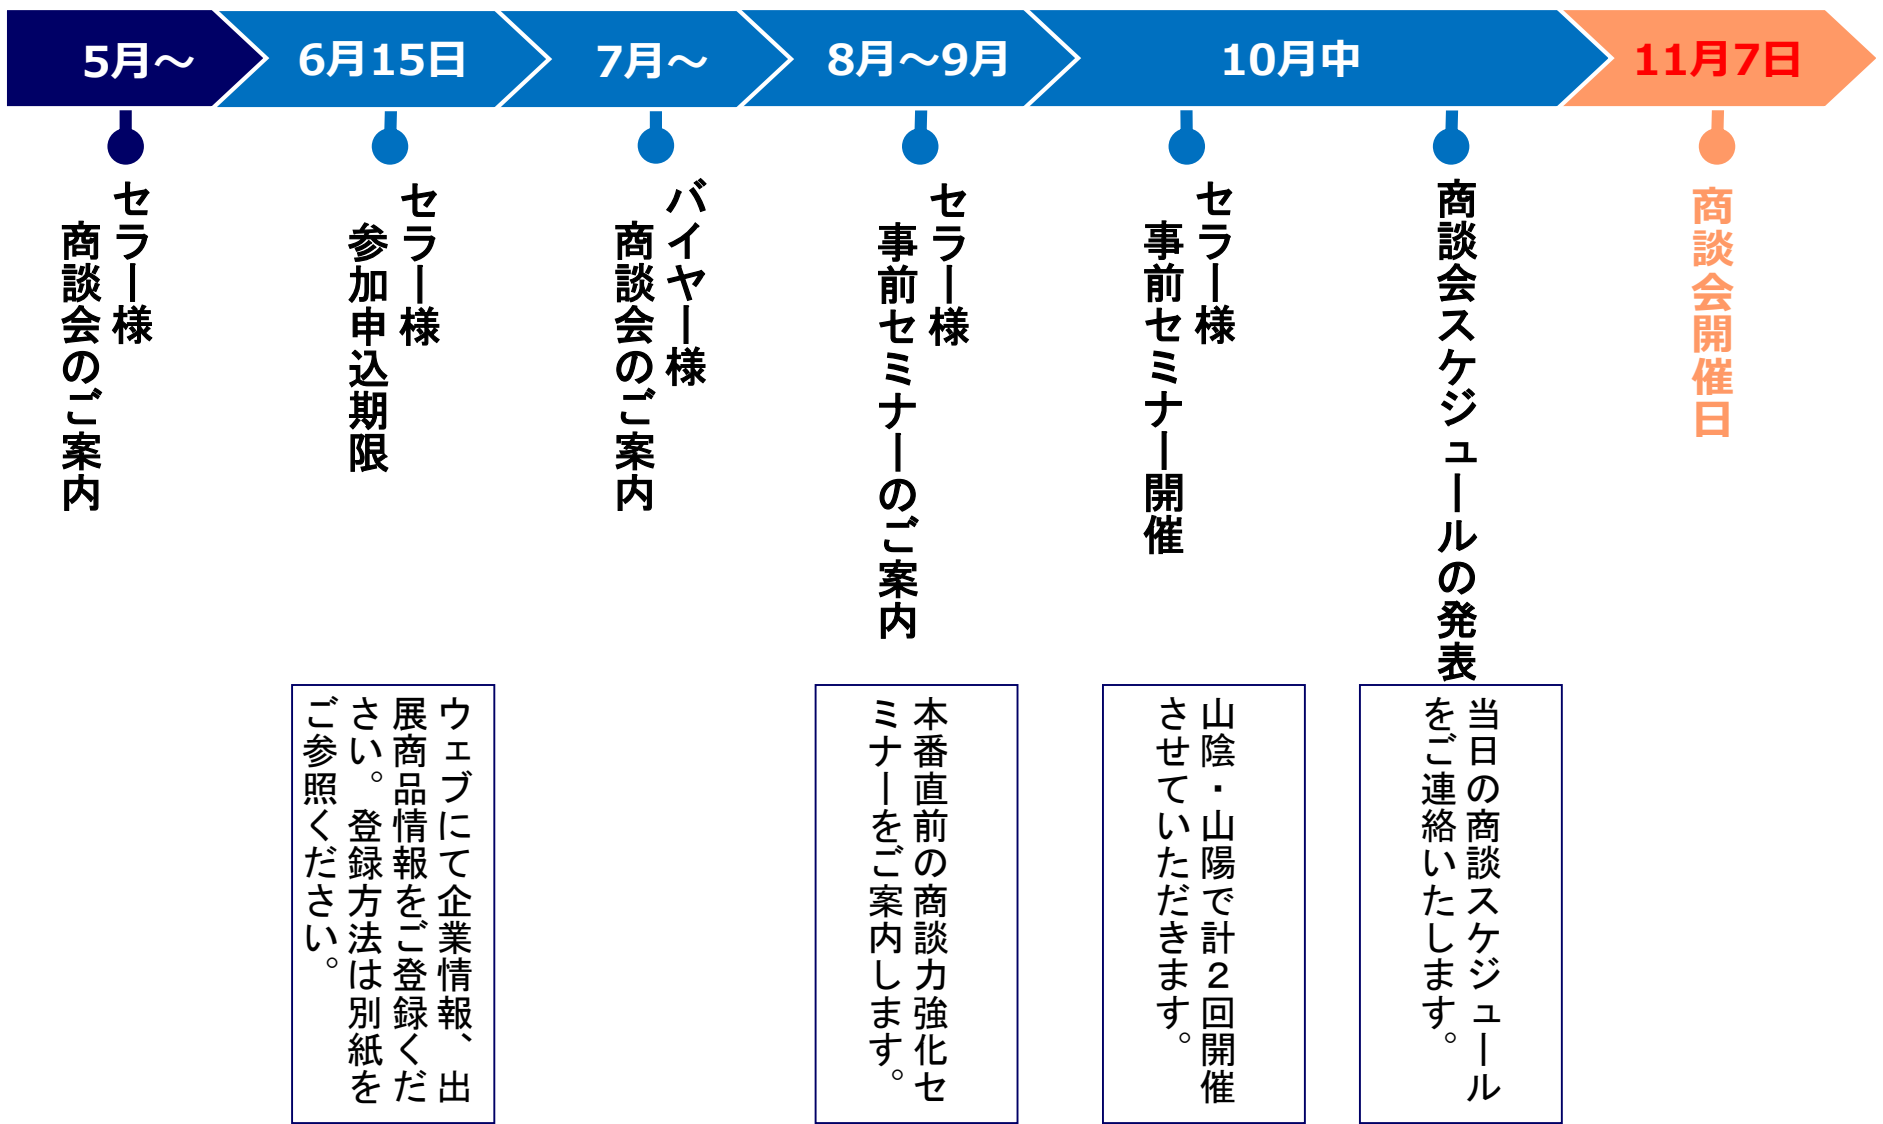 5月～
6月15日
7月～
8月～9月
10月中
11月7日
セラー様
商談会のご案内
セラー様
参加申込期限
バイヤー様
商談会のご案内
セラー様
事前セミナーのご案内
セラー様
事前セミナー開催
商談会スケジュールの発表
商談会開催日
ウェブにて企業情報、出
展商品情報をご登録くだ
さい。登録方法は別紙を
ご参照ください。
本番直前の商談力強化セ
ミナーをご案内します。
山陰・山陽で計２回開催
させていただきます。
当日の商談スケジュール
をご連絡いたします。